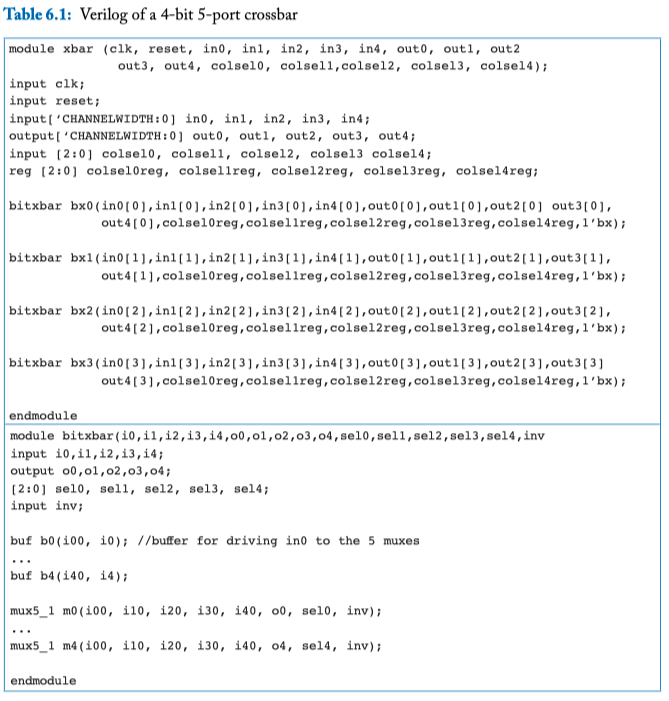 Table 6.1: Verilog of a 4-bit 5-port crossbar
module xbar (clk, reset, in0, in1, in2, in3, in4, out0, out1, out2
out3, out4, colsel0, colsel1,colsel2, colsel3, colsel4);
input clk;
input reset;
input['CHANNELWIDTH:0] in0, in1, in2, in3, in4;
output['CHANNELWIDTH:0] out0, out1, out2, out3, out4;
input [2:0] colsel0, colsel1, colsel2, colsel3 colsel4;
reg [2:0] colsel0reg, colsel1reg, colsel2reg, colsel3reg, colsel4reg;
bitxbar bx0(in0[0],in1[0],in2[0],in3[0],in4[0],out0[0],out1[0],out2[0] out3[0],
out4[0],colsel0reg,colsel1reg,colsel2reg,colsel3reg,colsel4reg,1'bx);
bitxbar bx1(in0[1],in1[1],in2[1],in3[1],in4[1],out0[1],out1[1],out2[1],out3[1],
out4[1],colsel0reg,colsel1reg,colsel2reg,colsel3reg,colsel4reg,1'bx);
bitxbar bx2(in0[2],in1[2],in2[2],in3[2],in4[2],out0[2],out1[2],out2[2],out3[2],
out4[2],colsel0reg,colsel1reg,colsel2reg,colsel3reg,colsel4reg,1'bx);
bitxbar bx3(in0[3],in1[3],in2[3],in3[3],in4[3],out0[3],out1[3],out2[3],out3[3]
out4[3],colsel0reg,colsel1reg,colsel2reg,colsel3reg,colsel4reg,1'bx);
endmodule
module bitxbar(i0,i1,i2,i3,i4,o0,o1,o2,o3,o4,sel0,sel1,sel2,sel3,sel4,inv
input i0,i1,i2,i3,i4;
output o0,o1,o2,o3,o4;
[2:0] sel0, sel1, sel2, sel3, sel4;
input inv;
buf b0(i00, i0); //buffer for driving in0 to the 5 muxes
...
buf b4(i40, i4);
mux5_1 m0(i00, i10, i20, i30, i40, o0, sel0, inv);
...
mux5_1 m4(i00, i10, i20, i30, i40, o4, sel4, inv);
endmodule